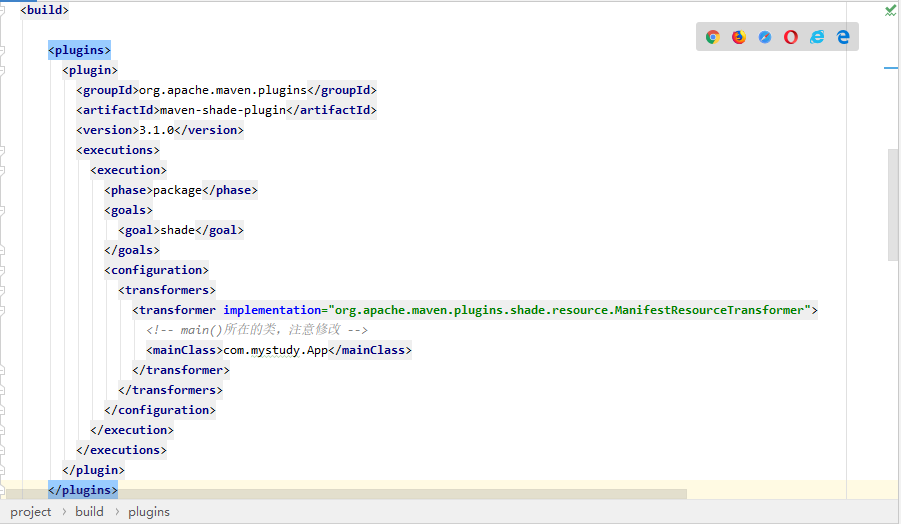 <build>
<plugins>
<plugin>
<groupId>org.apache.maven.plugins</groupId>
<artifactId>maven-shade-plugin</artifactId>
<version>3.1.0</version>
<executions>
<execution>
<phase>package</phase>
<goals>
<goal>shade</goal>
</goals>
<configuration>
<transformers>
<transformer implementation="org.apache.maven.plugins.shade.resource.ManifestResourceTransformer">
<!-- main()所在的类，注意修改 -->
<mainClass>com.mystudy.App</mainClass>
</transformer>
</transformers>
</configuration>
</execution>
</executions>
</plugin>
</plugins>
project › build › plugins